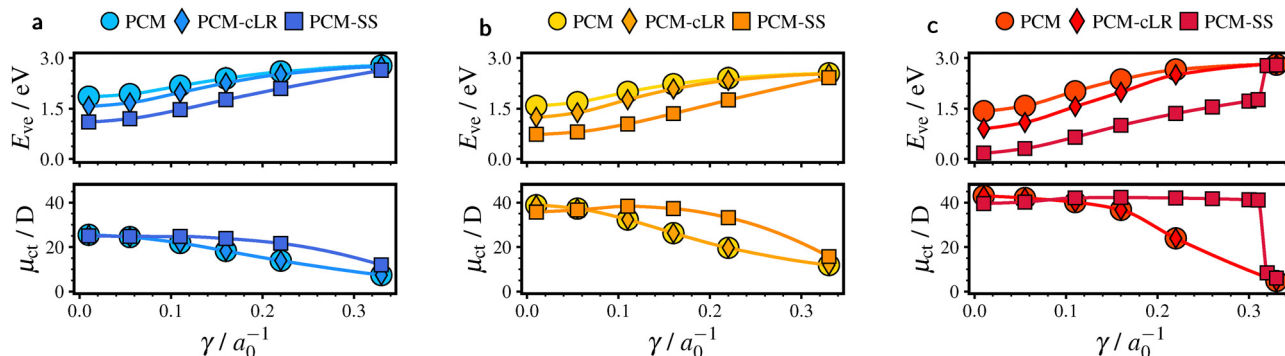 a
PCM PCM-cLR PCM-SS
3.0
1.5
0.0
E_ve / eV
40
20
0
μ_ct / D
0.0 0.1 0.2 0.3
γ / a_0^{-1}
b
PCM PCM-cLR PCM-SS
3.0
1.5
0.0
E_ve / eV
40
20
0
μ_ct / D
0.0 0.1 0.2 0.3
γ / a_0^{-1}
c
PCM PCM-cLR PCM-SS
3.0
1.5
0.0
E_ve / eV
40
20
0
μ_ct / D
0.0 0.1 0.2 0.3
γ / a_0^{-1}